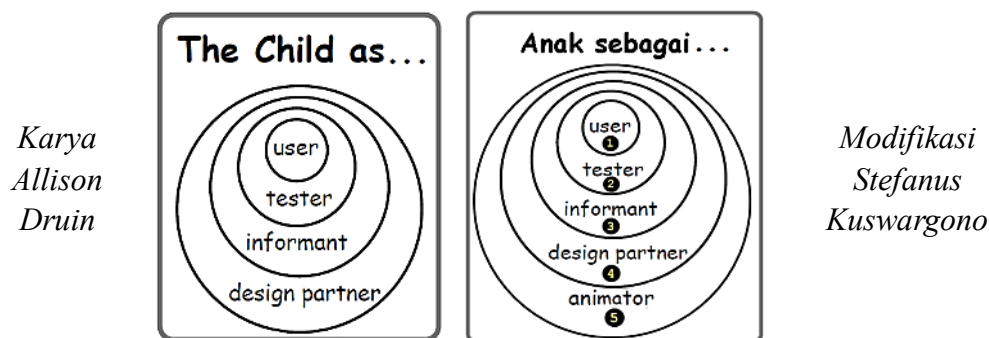 Karya
Allison
Druin
The Child as...
user
tester
informant
design partner
Anak sebagai...
user
1
tester
2
informant
3
design partner
4
animator
5
Modifikasi
Stefanus
Kuswargono